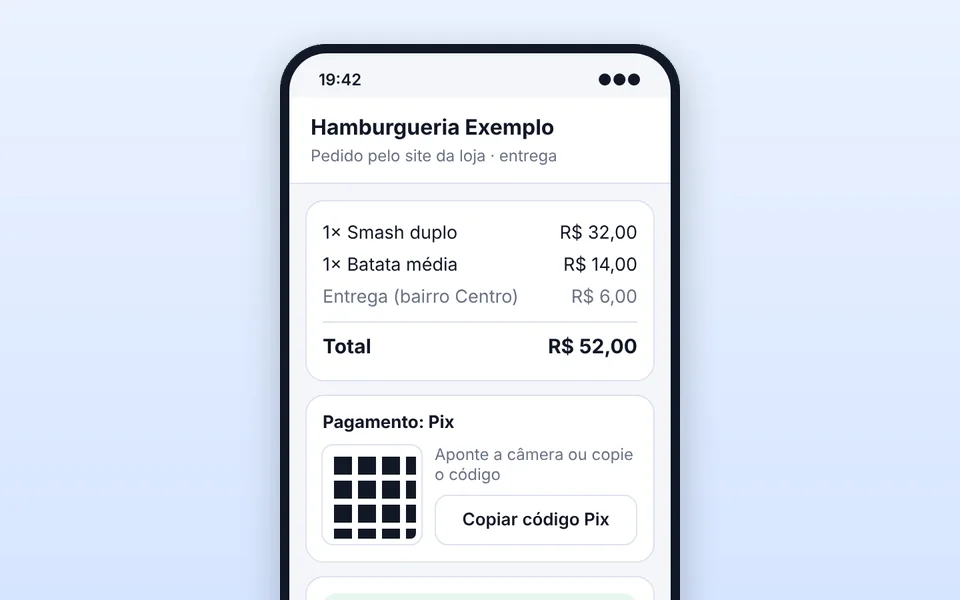 19:42
Hamburgueria Exemplo
Pedido pelo site da loja · entrega
1× Smash duplo R$ 32,00
1× Batata média R$ 14,00
Entrega (bairro Centro) R$ 6,00
Total R$ 52,00
Pagamento: Pix
Aponte a câmera ou copie
o código
Copiar código Pix